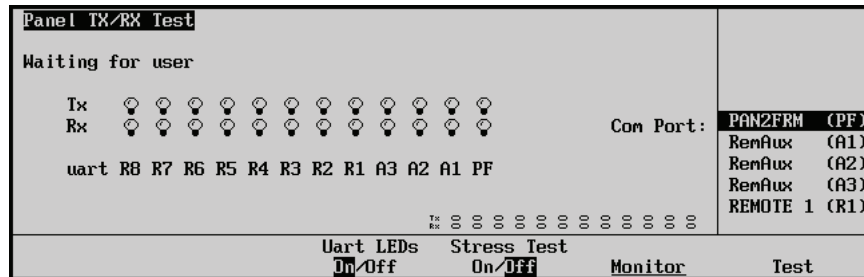 Panel TX/RX Test
Waiting for user
Tx
Rx
Com Port:
uart R8 R7 R6 R5 R4 R3 R2 R1 A3 A2 A1 PF
Tx
Rx
PAN2FRM (PF)
RemAux (A1)
RemAux (A2)
RemAux (A3)
REMOTE 1 (R1)
Uart LEDs
On/Off
Stress Test
On/Off
Monitor
Test